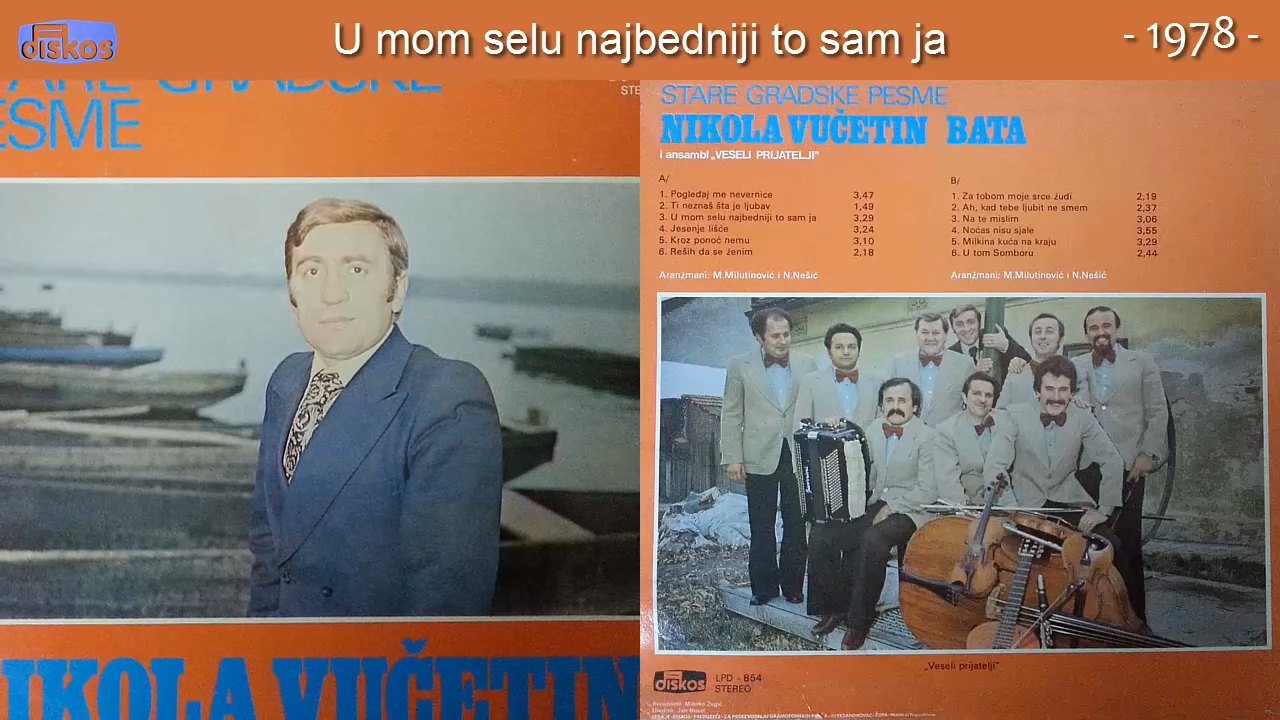 diskos
U mom selu najbedniji to sam ja
- 1978 -
STARE GRADSKE
PESME
STE
NIKOLA VUČETIN
STARE GRADSKE PESME
NIKOLA VUČETIN BATA
i ansambl „VESELI PRIJATELJI"
A/
1. Pogledaj me nevernice 3,47
2. Ti neznaš šta je ljubav 1,49
3. U mom selu najbedniji to sam ja 3,29
4. Jesenje lišće 3,24
5. Kroz ponoć nemu 3,10
6. Reših da se ženim 2,18
Aranžmani: M.Milutinović i N.Nešić
B/
1. Za tobom moje srce žudi 2,19
2. Ah, kad tebe ljubit ne smem 2,37
3. Na te mislim 3,06
4. Noćas nisu sjale 3,55
5. Milkina kuća na kraju 3,29
6. U tom Somboru 2,44
Aranžmani: M.Milutinović i N.Nešić
„Veseli prijatelji"
diskos
LPD - 854
STEREO